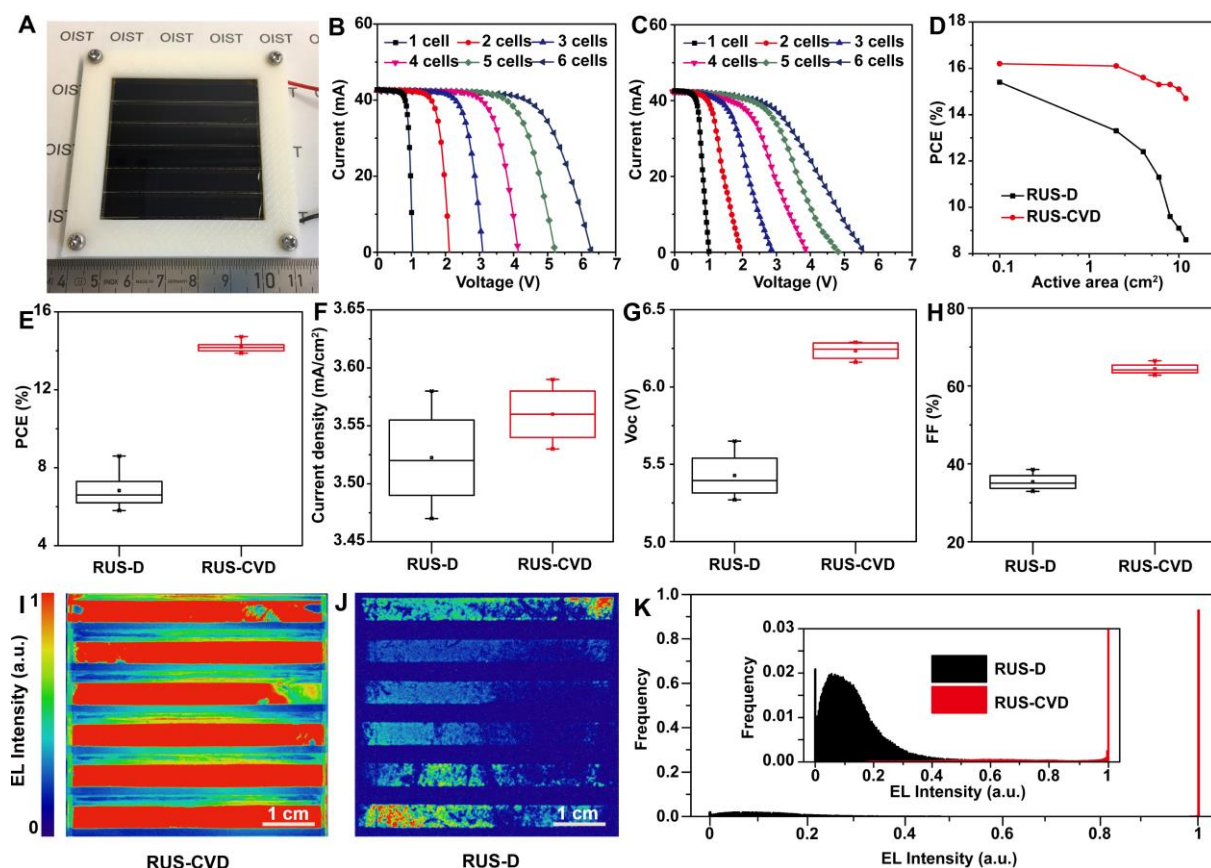 A
OIST OIST OIST OIST OIST OIST
4 5 6 7 8 9 10 11
B
Current (mA)
60
40
20
0
1 cell 2 cells 3 cells
4 cells 5 cells 6 cells
0 1 2 3 4 5 6 7
Voltage (V)
C
Current (mA)
60
40
20
0
1 cell 2 cells 3 cells
4 cells 5 cells 6 cells
0 1 2 3 4 5 6 7
Voltage (V)
D
PCE (%)
18
16
14
12
10
8
RUS-D
RUS-CVD
0.1 1 10
Active area (cm²)
E
PCE (%)
16
12
8
4
RUS-D RUS-CVD
F
Current density (mA/cm²)
3.65
3.60
3.55
3.50
3.45
RUS-D RUS-CVD
G
Voc (V)
6.5
6.0
5.5
5.0
RUS-D RUS-CVD
H
FF (%)
80
60
40
20
RUS-D RUS-CVD
I
EL Intensity (a.u.)
1
0
1 cm
RUS-CVD
J
1 cm
RUS-D
K
Frequency
1.0
0.8
0.6
0.4
0.2
0.0
0 0.2 0.4 0.6 0.8 1
EL Intensity (a.u.)
Frequency
0.03
0.02
0.01
0.00
RUS-D
RUS-CVD
0 0.2 0.4 0.6 0.8 1
EL Intensity (a.u.)